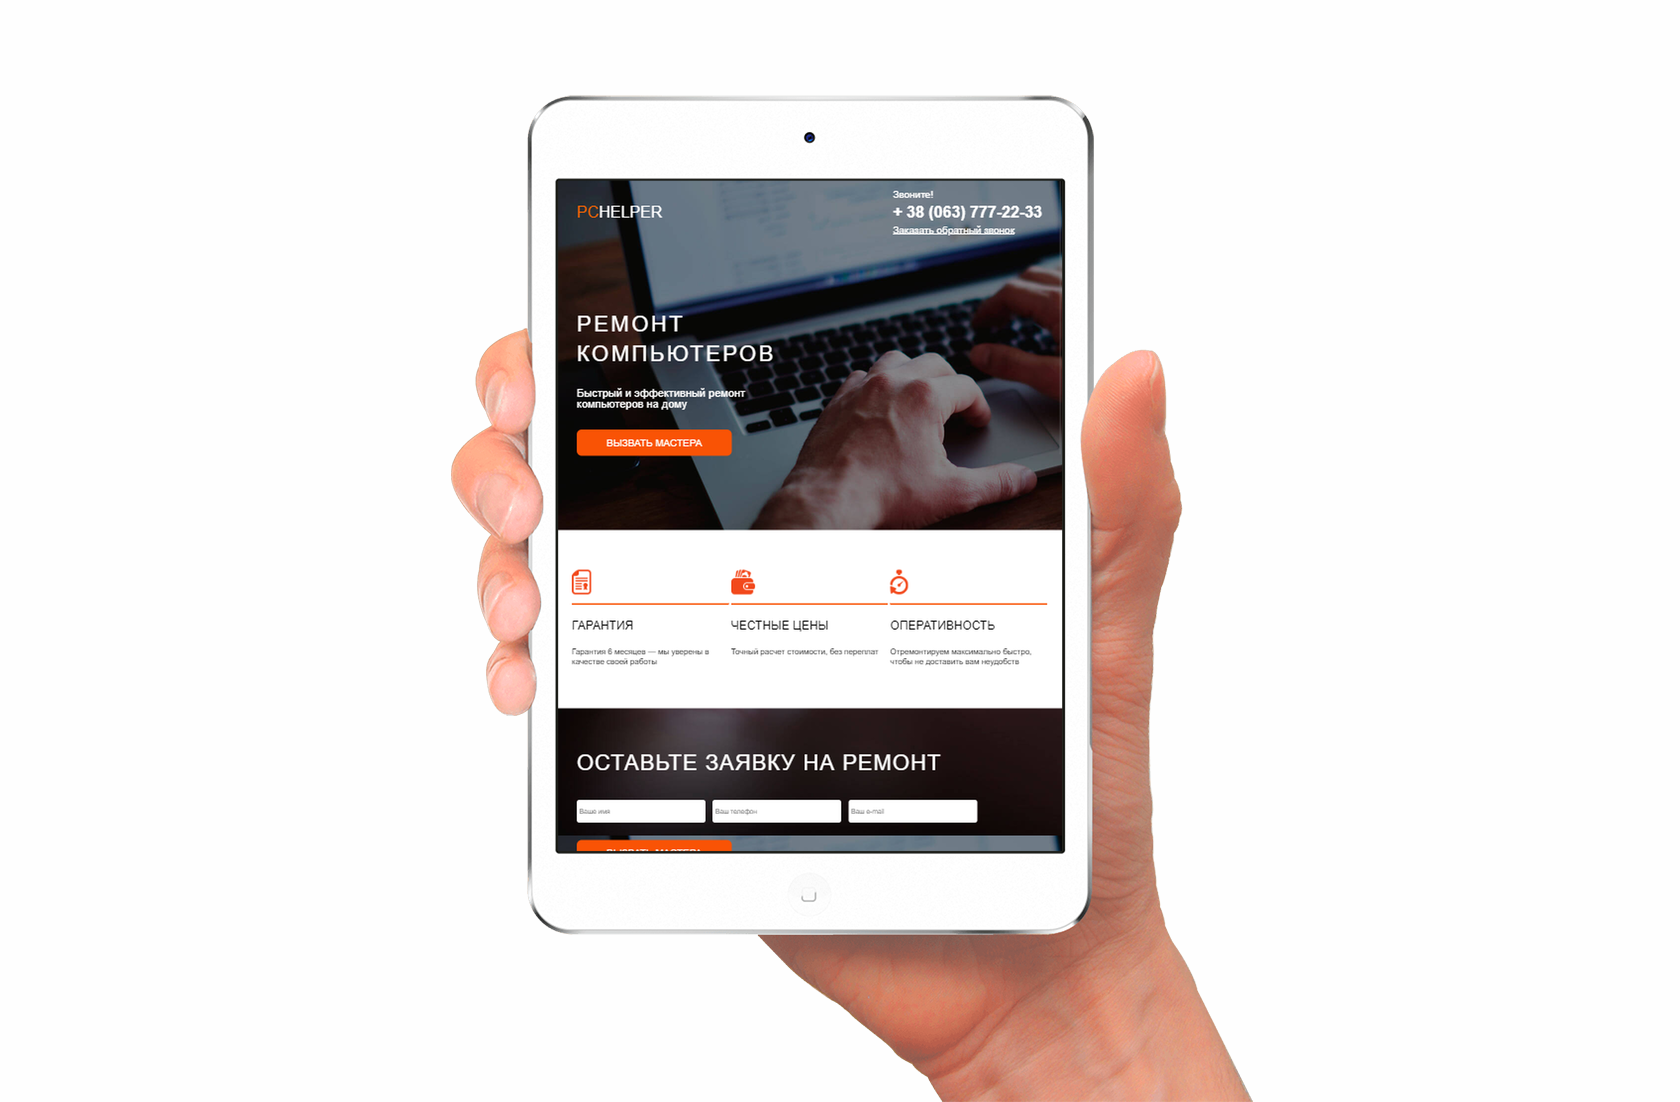 Звоните!
PCHELPER
+ 38 (063) 777-22-33
Заказать обратный звонок
РЕМОНТ
КОМПЬЮТЕРОВ
Быстрый и эффективный ремонт
компьютеров на дому
ВЫЗВАТЬ МАСТЕРА
ГАРАНТИЯ
Гарантия 6 месяцев — мы уверены в
качестве своей работы
ЧЕСТНЫЕ ЦЕНЫ
Точный расчет стоимости, без переплат
ОПЕРАТИВНОСТЬ
Отремонтируем максимально быстро,
чтобы не доставить вам неудобств
ОСТАВЬТЕ ЗАЯВКУ НА РЕМОНТ
Ваше имя
Ваш телефон
Ваш e-mail
ВЫЗВАТЬ МАСТЕРА